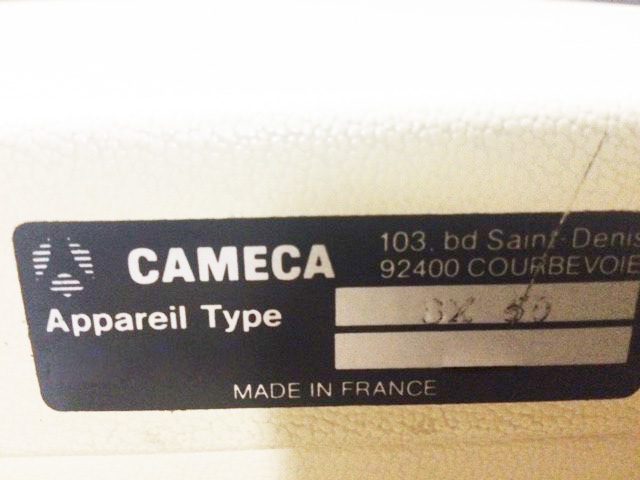 CAMECA
103. bd Saint-Denis
92400 COURBEVOIE
Appareil Type
SX 50
MADE IN FRANCE